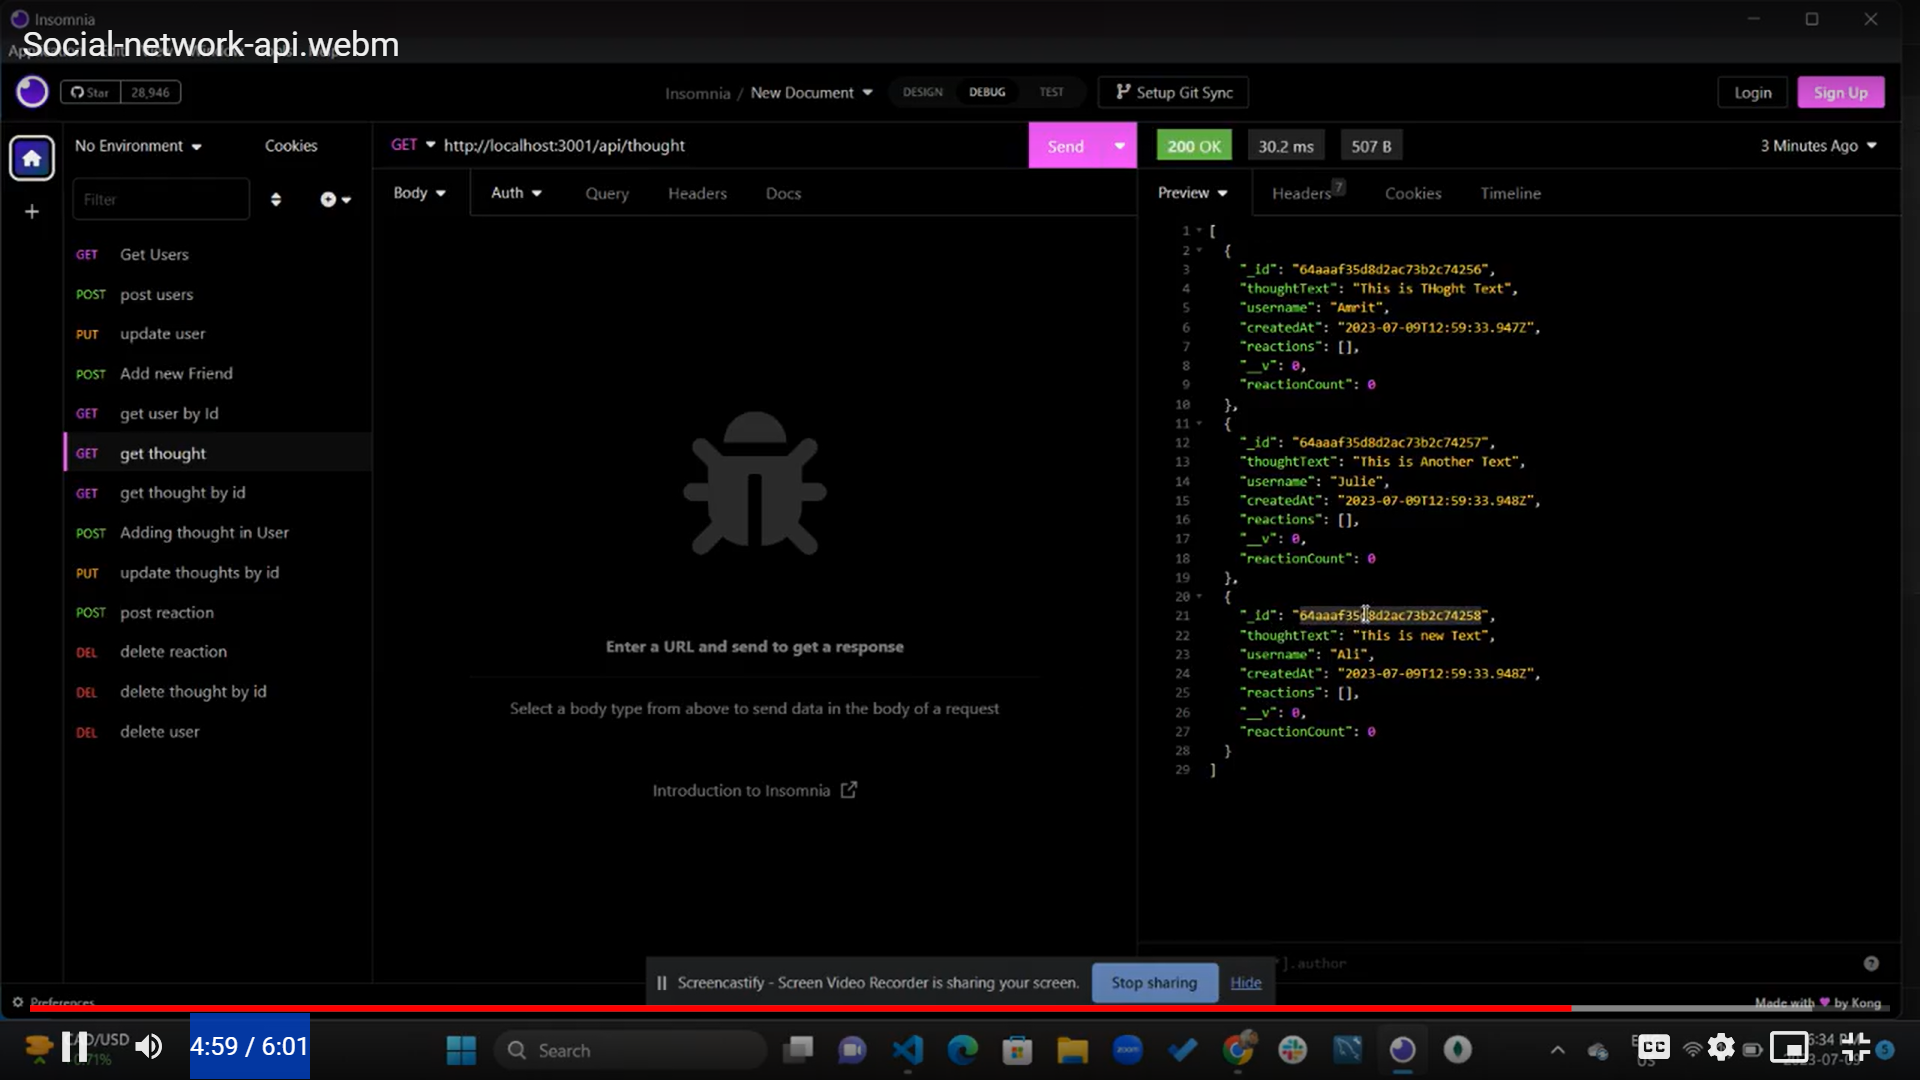 Insomnia
Social-network-api.webm
Star 28,946
Insomnia / New Document
DESIGN DEBUG TEST
Setup Git Sync
Login
Sign Up
No Environment
Cookies
GET http://localhost:3001/api/thought
Send
200 OK 30.2 ms 507 B
3 Minutes Ago
Filter
Body Auth Query Headers Docs
Preview Headers 7 Cookies Timeline
GET Get Users
POST post users
PUT update user
POST Add new Friend
GET get user by Id
GET get thought
GET get thought by id
POST Adding thought in User
PUT update thoughts by id
POST post reaction
DEL delete reaction
DEL delete thought by id
DEL delete user
Enter a URL and send to get a response
Select a body type from above to send data in the body of a request
Introduction to Insomnia
1 [
2 {
3 "_id": "64aaaf35d8d2ac73b2c74256",
4 "thoughtText": "This is THoght Text",
5 "username": "Amrit",
6 "createdAt": "2023-07-09T12:59:33.947Z",
7 "reactions": [],
8 "__v": 0,
9 "reactionCount": 0
10 },
11 {
12 "_id": "64aaaf35d8d2ac73b2c74257",
13 "thoughtText": "This is Another Text",
14 "username": "Julie",
15 "createdAt": "2023-07-09T12:59:33.948Z",
16 "reactions": [],
17 "__v": 0,
18 "reactionCount": 0
19 },
20 {
21 "_id": "64aaaf35d8d2ac73b2c74258",
22 "thoughtText": "This is new Text",
23 "username": "Ali",
24 "createdAt": "2023-07-09T12:59:33.948Z",
25 "reactions": [],
26 "__v": 0,
27 "reactionCount": 0
28 }
29 ]
].author
Screencastify - Screen Video Recorder is sharing your screen.
Stop sharing
Hide
Preferences
Made with ♥ by Kong
4:59 / 6:01
Search
zoom
CC
5